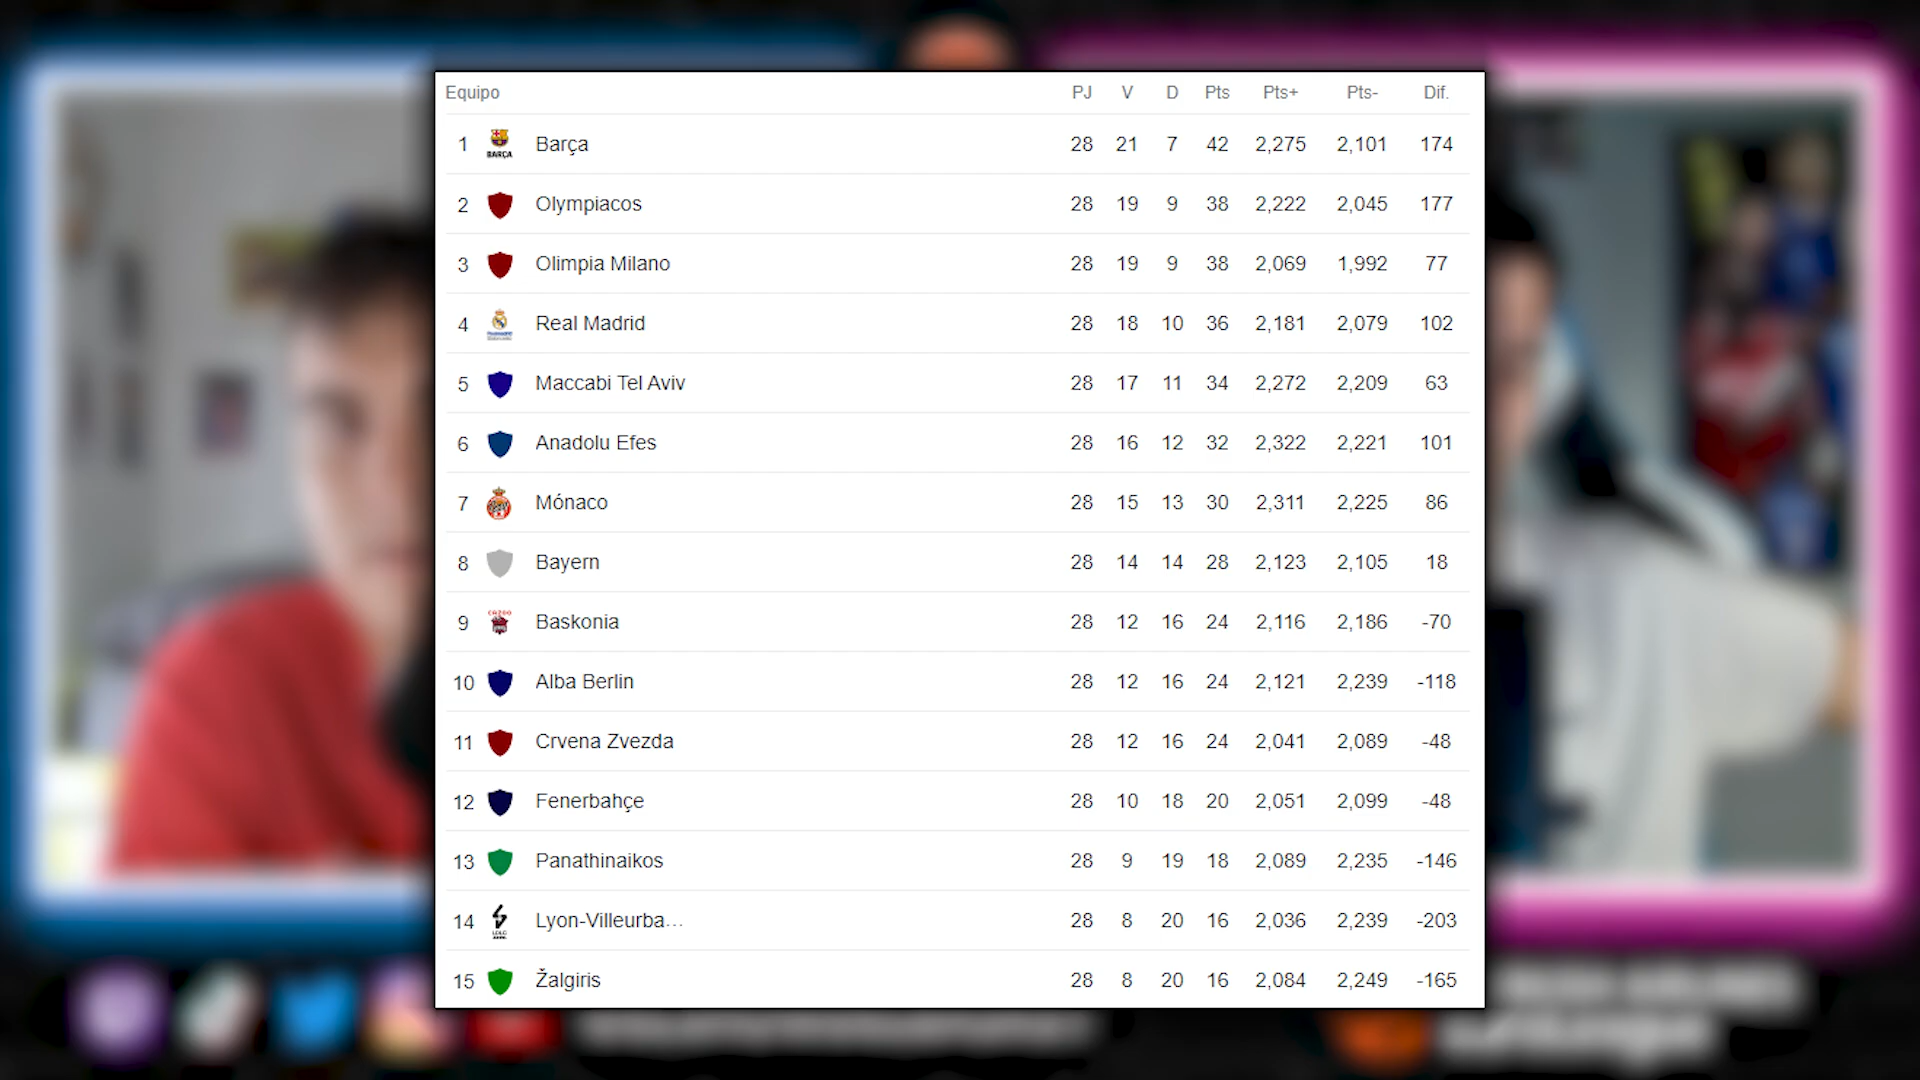 Equipo PJ V D Pts Pts+ Pts- Dif.
1 BARÇA Barça 28 21 7 42 2,275 2,101 174
2 Olympiacos 28 19 9 38 2,222 2,045 177
3 Olimpia Milano 28 19 9 38 2,069 1,992 77
4 Real Madrid 28 18 10 36 2,181 2,079 102
5 Maccabi Tel Aviv 28 17 11 34 2,272 2,209 63
6 Anadolu Efes 28 16 12 32 2,322 2,221 101
7 Mónaco 28 15 13 30 2,311 2,225 86
8 Bayern 28 14 14 28 2,123 2,105 18
9 CAZOO Baskonia 28 12 16 24 2,116 2,186 -70
10 Alba Berlin 28 12 16 24 2,121 2,239 -118
11 Crvena Zvezda 28 12 16 24 2,041 2,089 -48
12 Fenerbahçe 28 10 18 20 2,051 2,099 -48
13 Panathinaikos 28 9 19 18 2,089 2,235 -146
14 LDLC Lyon-Villeurba... 28 8 20 16 2,036 2,239 -203
15 Žalgiris 28 8 20 16 2,084 2,249 -165